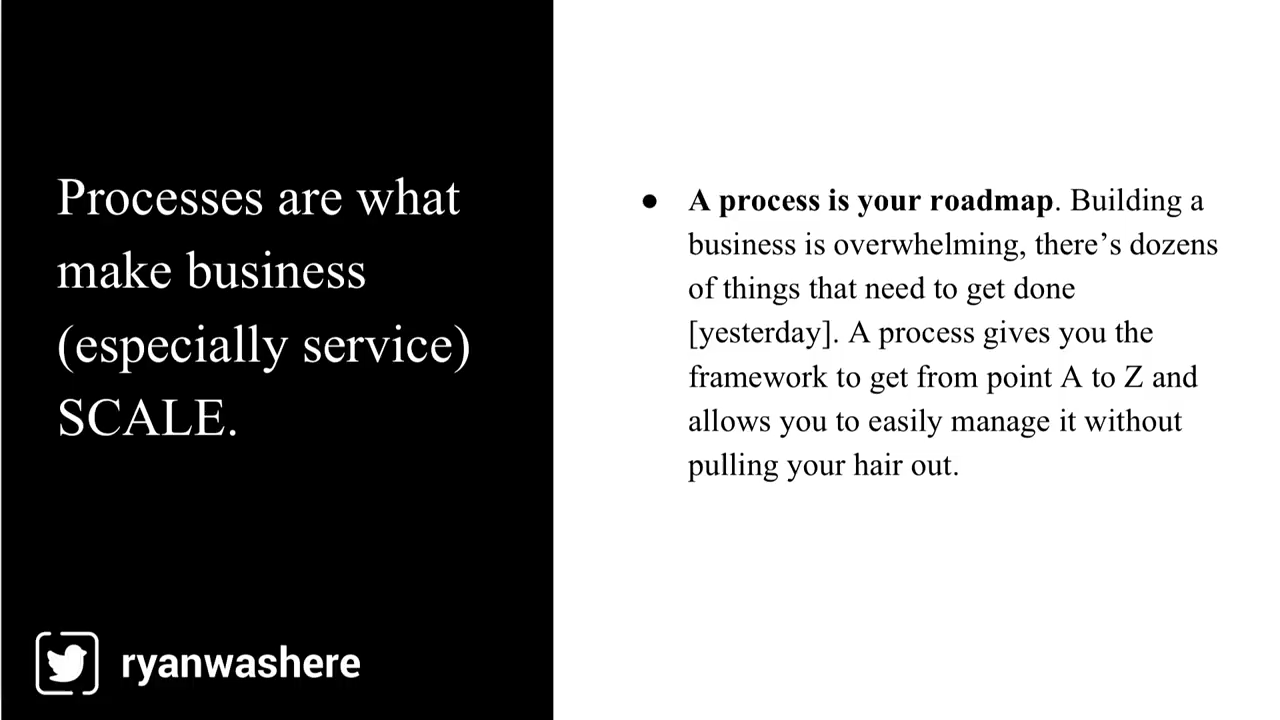 Processes are what
make business
(especially service)
SCALE.
● A process is your roadmap. Building a
business is overwhelming, there’s dozens
of things that need to get done
[yesterday]. A process gives you the
framework to get from point A to Z and
allows you to easily manage it without
pulling your hair out.
ryanwashere